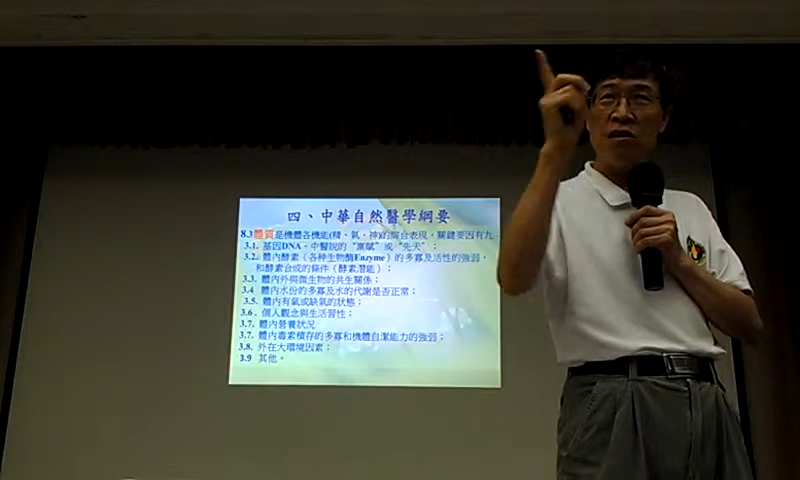 四、中華自然醫學綱要
8.3體質是機體各機能(精、氣、神)的綜合表現，關鍵要因有九
3.1. 基因DNA－中醫說的"稟賦"或"先天"；
3.2. 體內酵素（各种生物酶Enzyme）的多寡及活性的強弱，
和酵素合成的條件（酵素潛能）；
3.3. 體內外與微生物的共生關係；
3.4 體內水份的多寡及水的代謝是否正常；
3.5. 體內有氧或缺氧的狀態；
3.6. 個人觀念與生活習性；
3.7. 體內營養狀況
3.7. 體內毒素積存的多寡和機體自潔能力的強弱；
3.8. 外在大環境因素；
3.9 其他。